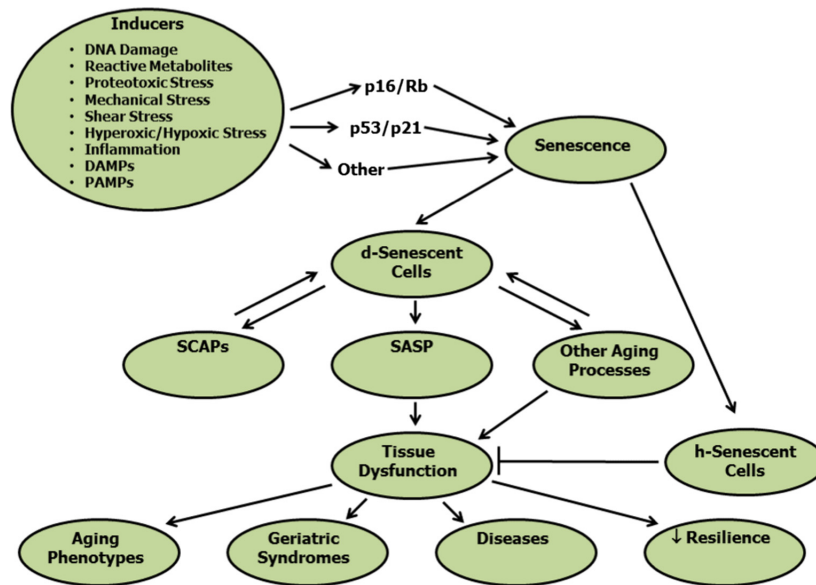 Inducers
• DNA Damage
• Reactive Metabolites
• Proteotoxic Stress
• Mechanical Stress
• Shear Stress
• Hyperoxic/Hypoxic Stress
• Inflammation
• DAMPs
• PAMPs
p16/Rb
p53/p21
Other
Senescence
d-Senescent
Cells
SCAPs
SASP
Other Aging
Processes
Tissue
Dysfunction
h-Senescent
Cells
Aging
Phenotypes
Geriatric
Syndromes
Diseases
↓ Resilience